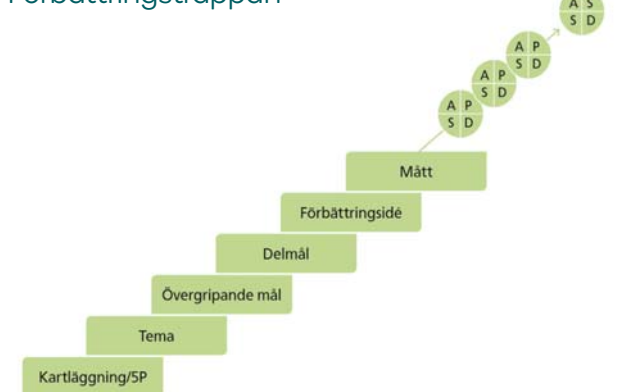 Förbättringstrappan
A S
S D
A P
S D
A P
S D
A P
S D
Mått
Förbättringsidé
Delmål
Övergripande mål
Tema
Kartläggning/5P